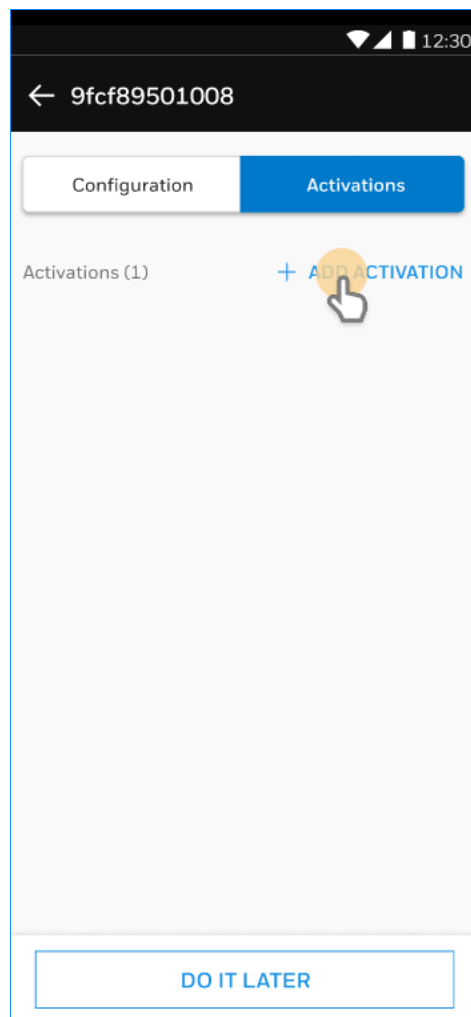 12:30
9fcf89501008
Configuration Activations
Activations (1) + ADD ACTIVATION
DO IT LATER